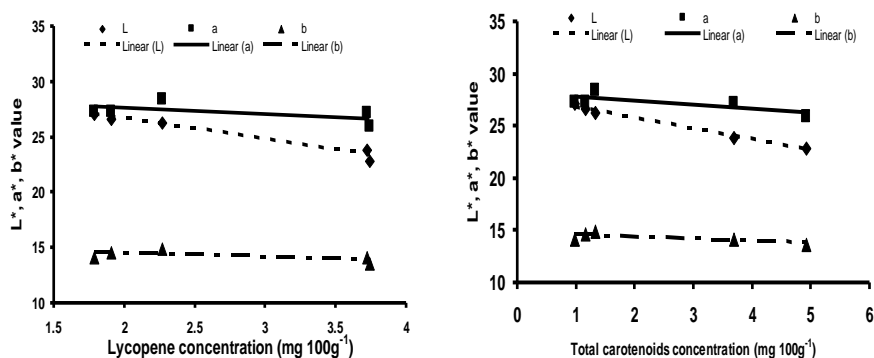 L a b
Linear (L) Linear (a) Linear (b)
35
30
25
20
15
10
L*, a*, b* value
1.5 2 2.5 3 3.5 4
Lycopene concentration (mg 100g⁻¹)
L a b
Linear (L) Linear (a) Linear (b)
35
30
25
20
15
10
L*, a*, b* value
0 1 2 3 4 5 6
Total carotenoids concentration (mg 100g⁻¹)